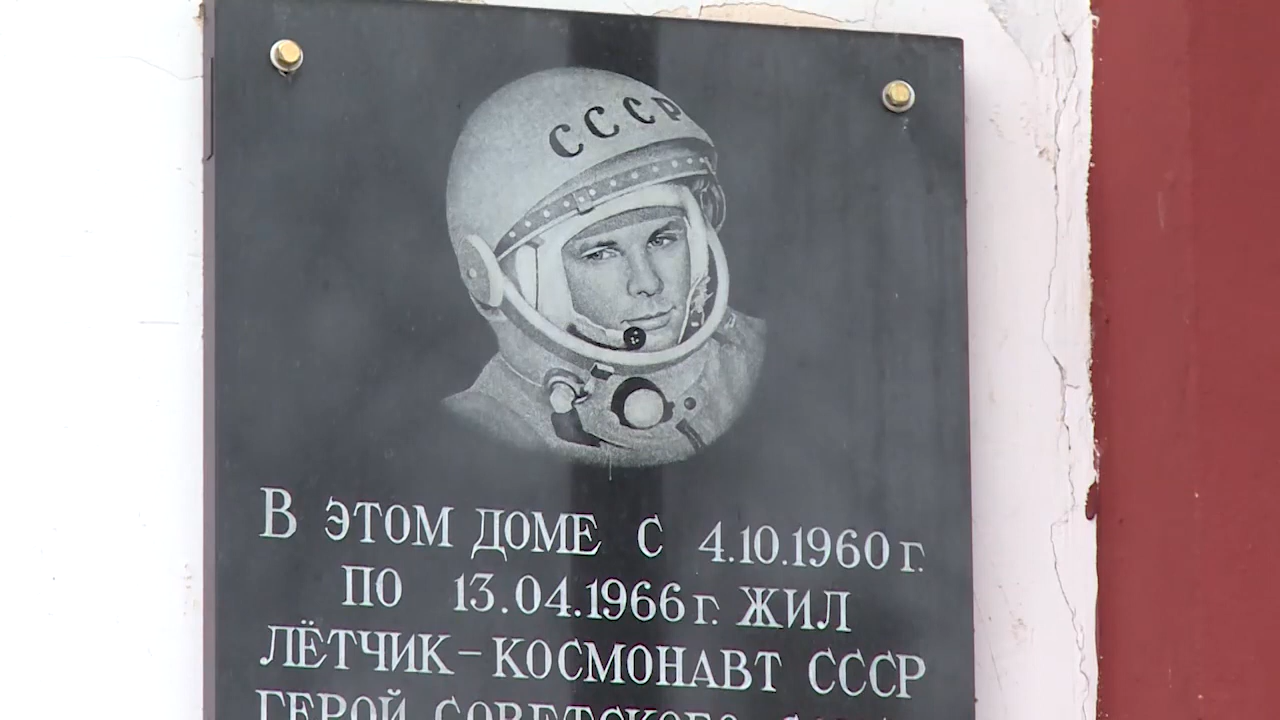 СССР
В ЭТОМ ДОМЕ С 4.10.1960 г.
ПО 13.04.1966 г. ЖИЛ
ЛЁТЧИК - КОСМОНАВТ СССР
ГЕРОЙ СОВЕТСКОГО